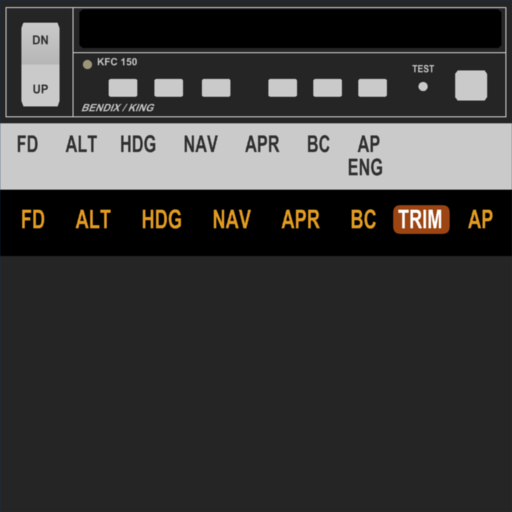 DN
KFC 150
TEST
UP
BENDIX / KING
FD ALT HDG NAV APR BC AP
ENG
FD ALT HDG NAV APR BC TRIM AP